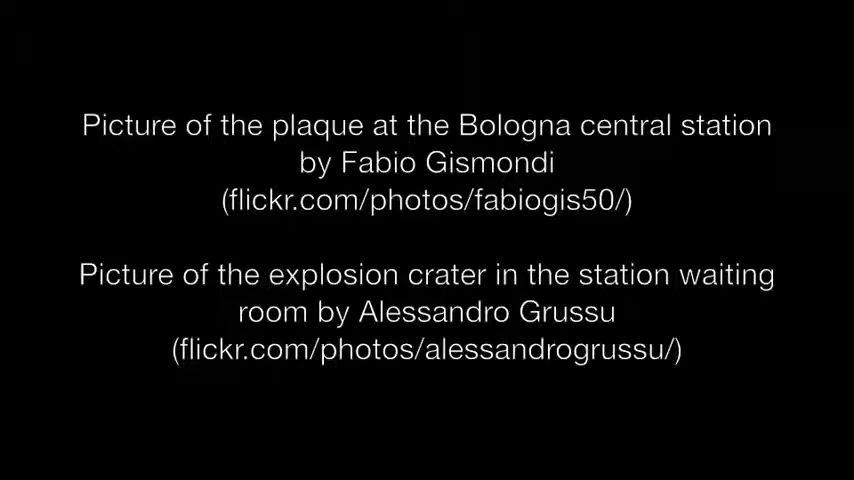 Picture of the plaque at the Bologna central station
by Fabio Gismondi
(flickr.com/photos/fabiogis50/)
Picture of the explosion crater in the station waiting
room by Alessandro Grussu
(flickr.com/photos/alessandrogrussu/)